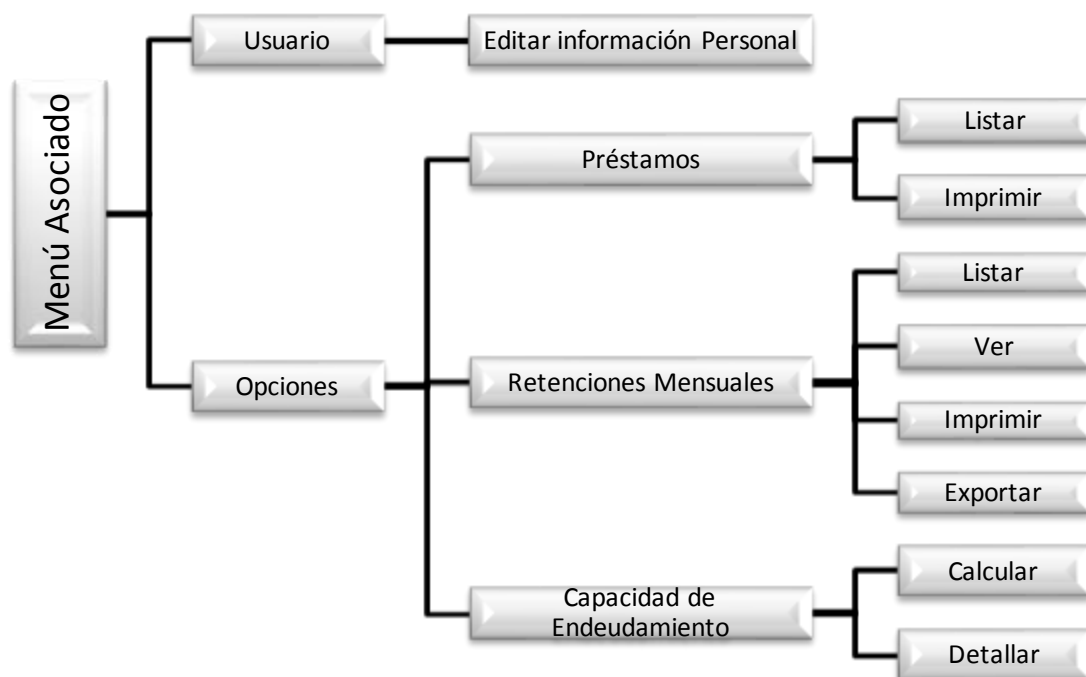 Menú Asociado
Usuario
Editar información Personal
Opciones
Préstamos
Listar
Imprimir
Retenciones Mensuales
Listar
Ver
Imprimir
Exportar
Capacidad de
Endeudamiento
Calcular
Detallar